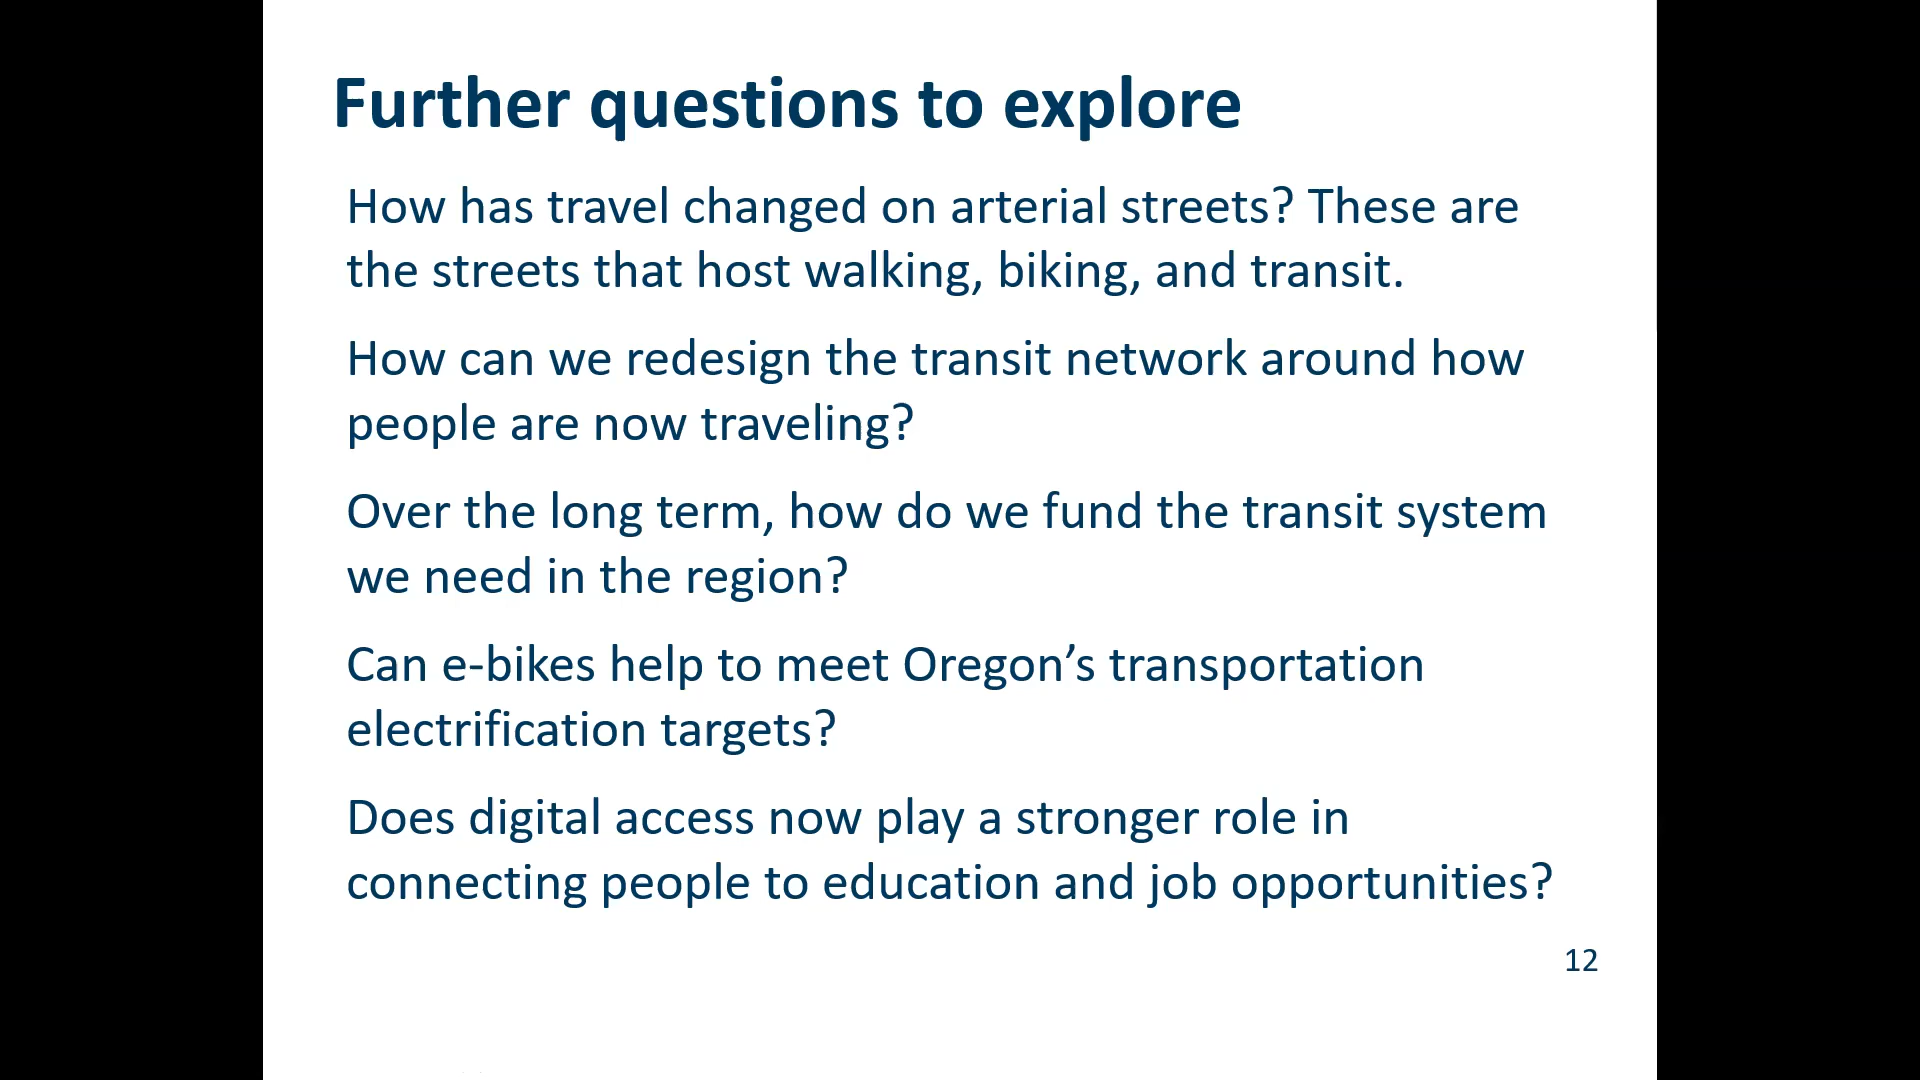 Further questions to explore
How has travel changed on arterial streets? These are
the streets that host walking, biking, and transit.
How can we redesign the transit network around how
people are now traveling?
Over the long term, how do we fund the transit system
we need in the region?
Can e-bikes help to meet Oregon’s transportation
electrification targets?
Does digital access now play a stronger role in
connecting people to education and job opportunities?
12